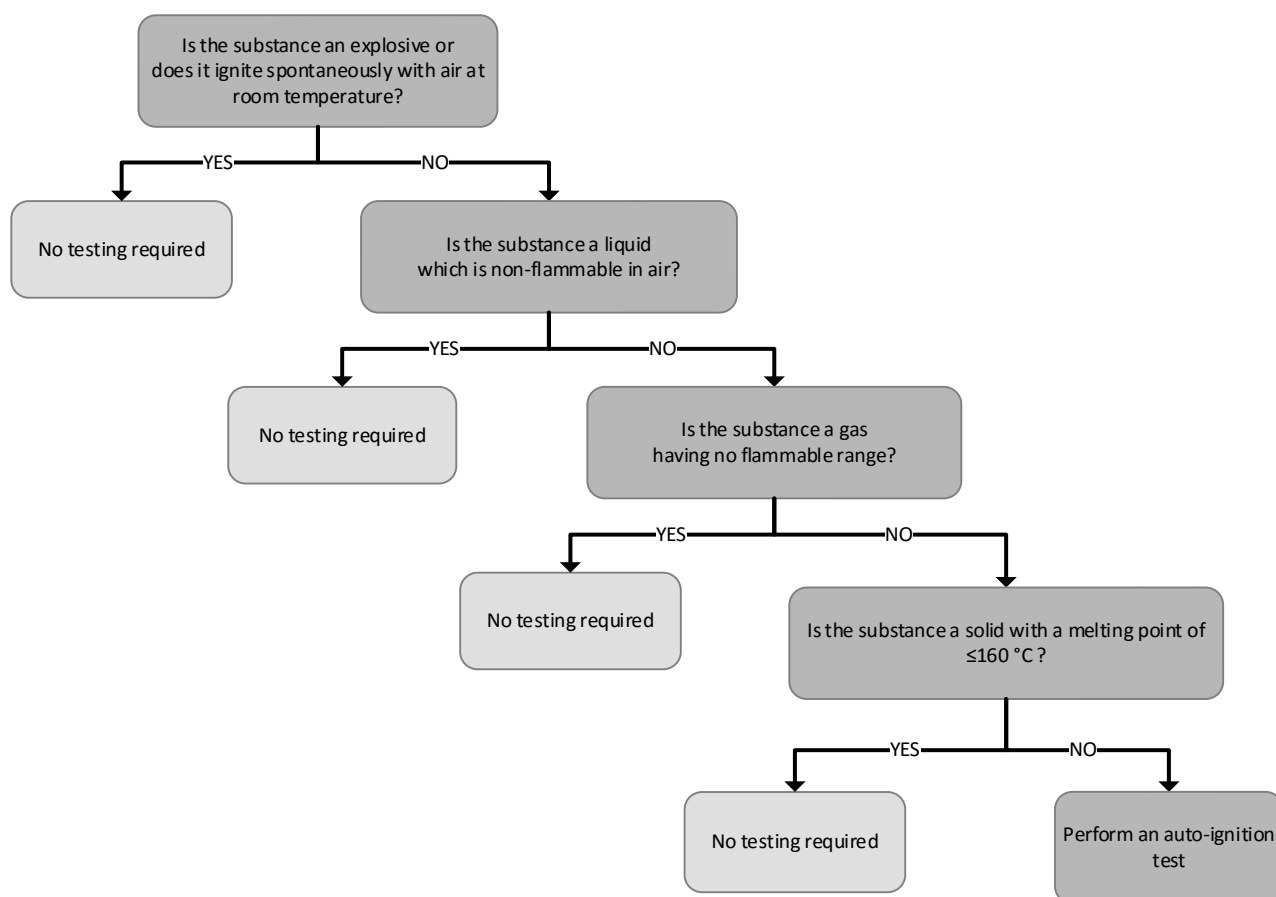 Is the substance an explosive or
does it ignite spontaneously with air at
room temperature?
YES
NO
No testing required
Is the substance a liquid
which is non-flammable in air?
YES
NO
No testing required
Is the substance a gas
having no flammable range?
YES
NO
No testing required
Is the substance a solid with a melting point of
≤160 °C ?
YES
NO
No testing required
Perform an auto-ignition
test